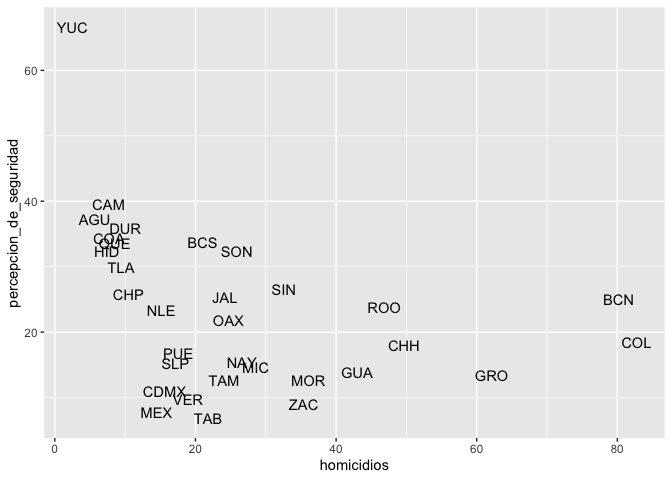 YUC
60
CAM
40
AGU
DUR
COA
QUE
BCS
HID
SON
TLA
SIN
CHP
JAL
BCN
NLE
ROO
OAX
20
CHH
COL
PUE
SLP
NAY
MIC
GUA
GRO
TAM
MOR
CDMX
VER
ZAC
MEX
TAB
0 20 40 60 80
homicidios
percepcion_de_seguridad